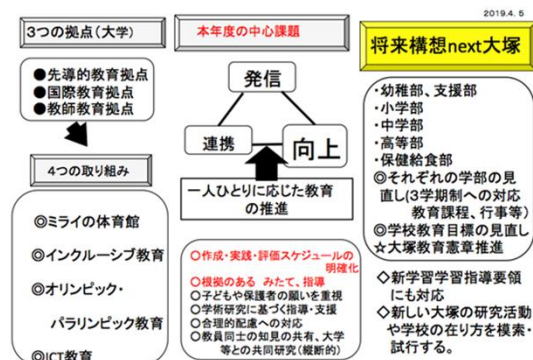 2019.4. 5
3つの拠点(大学)
●先導的教育拠点
●国際教育拠点
●教師教育拠点
4つの取り組み
◎ミライの体育館
◎インクルーシブ教育
◎オリンピック・
パラリンピック教育
◎ICT教育
本年度の中心課題
発信
連携
向上
一人ひとりに応じた教育
の推進
○作成・実践・評価スケジュールの
明確化
○根拠のある みたて、指導
○子どもや保護者の願いを重視
○学術研究に基づく指導・支援
○合理的配慮への対応
○教員同士の知見の共有、大学
等との共同研究(縦断的)
将来構想next大塚
・幼稚部、支援部
・小学部
・中学部
・高等部
・保健給食部
◎それぞれの学部の見
直し(3学期制への対応
教育課程、行事等)
◎学校教育目標の見直し
☆大塚教育憲章推進
◇新学習学習指導要領
にも対応
◇新しい大塚の研究活動
や学校の在り方を模索・
試行する。